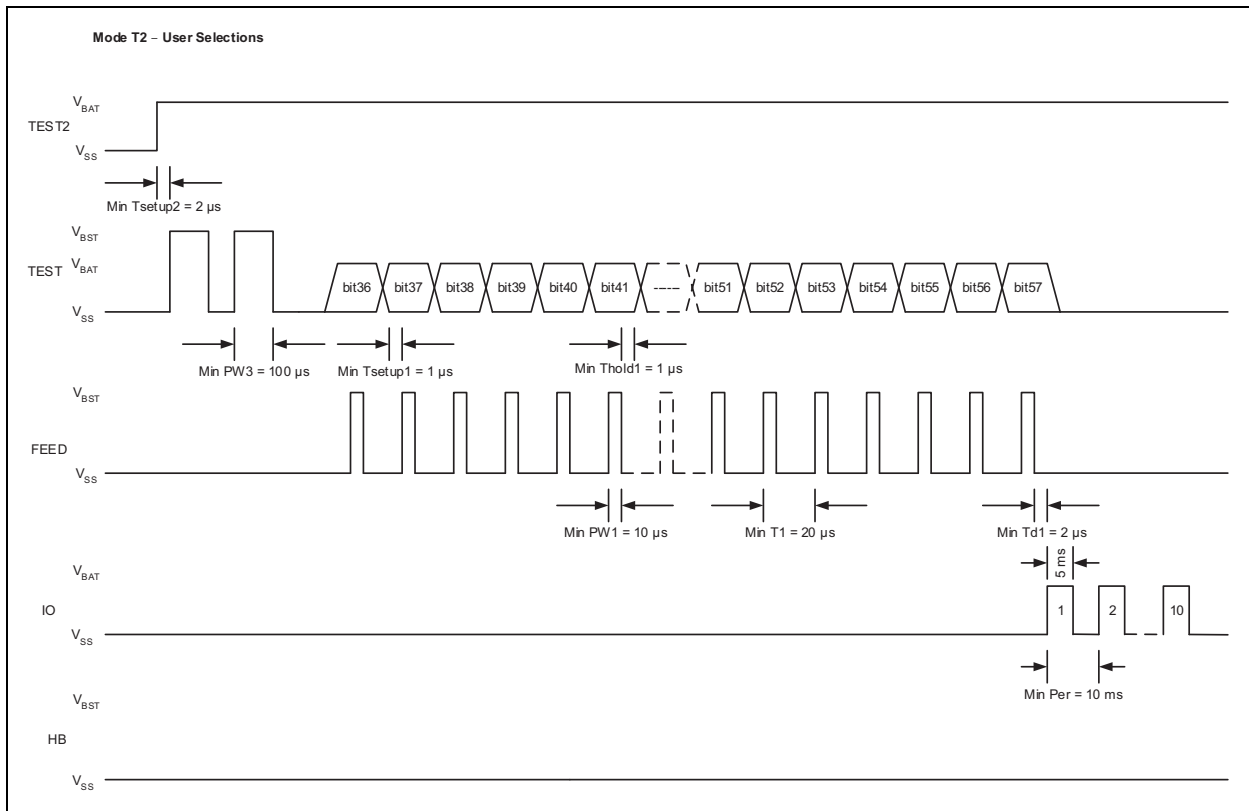 Mode T2 – User Selections
VBAT
TEST2
VSS
Min Tsetup2 = 2 µs
VBST
TEST
VBAT
bit36 bit37 bit38 bit39 bit40 bit41 ------ bit51 bit52 bit53 bit54 bit55 bit56 bit57
VSS
Min PW3 = 100 µs Min Tsetup1 = 1 µs Min Thold1 = 1 µs
VBST
FEED
VSS
Min PW1 = 10 µs Min T1 = 20 µs Min Td1 = 2 µs
VBAT
5 ms
IO
1 2 10
VSS
Min Per = 10 ms
VBST
HB
VSS